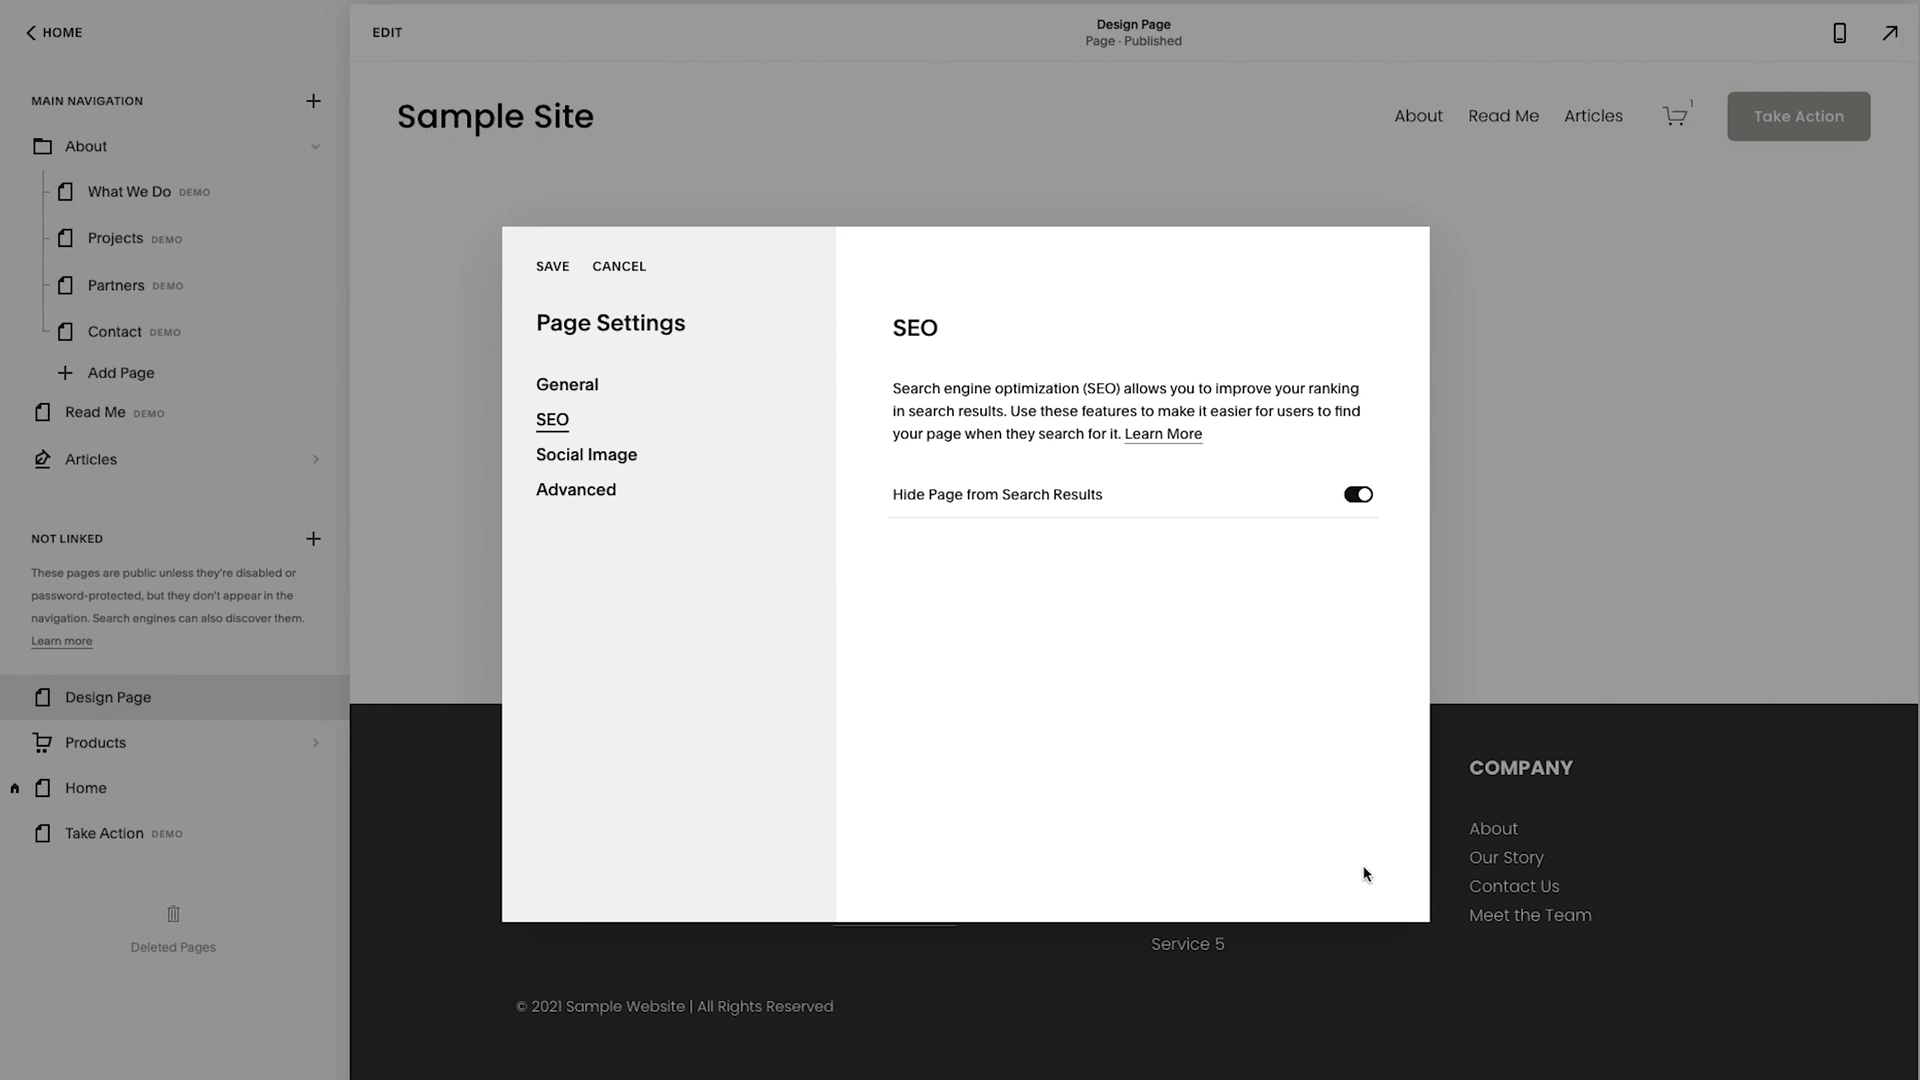 HOME
MAIN NAVIGATION
About
What We Do DEMO
Projects DEMO
Partners DEMO
Contact DEMO
Add Page
Read Me DEMO
Articles
NOT LINKED
These pages are public unless they're disabled or
password-protected, but they don't appear in the
navigation. Search engines can also discover them.
Learn more
Design Page
Products
Home
Take Action DEMO
Deleted Pages
EDIT
Design Page
Page · Published
Sample Site
About Read Me Articles 1 Take Action
SAVE CANCEL
Page Settings
General
SEO
Social Image
Advanced
SEO
Search engine optimization (SEO) allows you to improve your ranking
in search results. Use these features to make it easier for users to find
your page when they search for it. Learn More
Hide Page from Search Results
COMPANY
About
Our Story
Contact Us
Meet the Team
Service 5
© 2021 Sample Website | All Rights Reserved